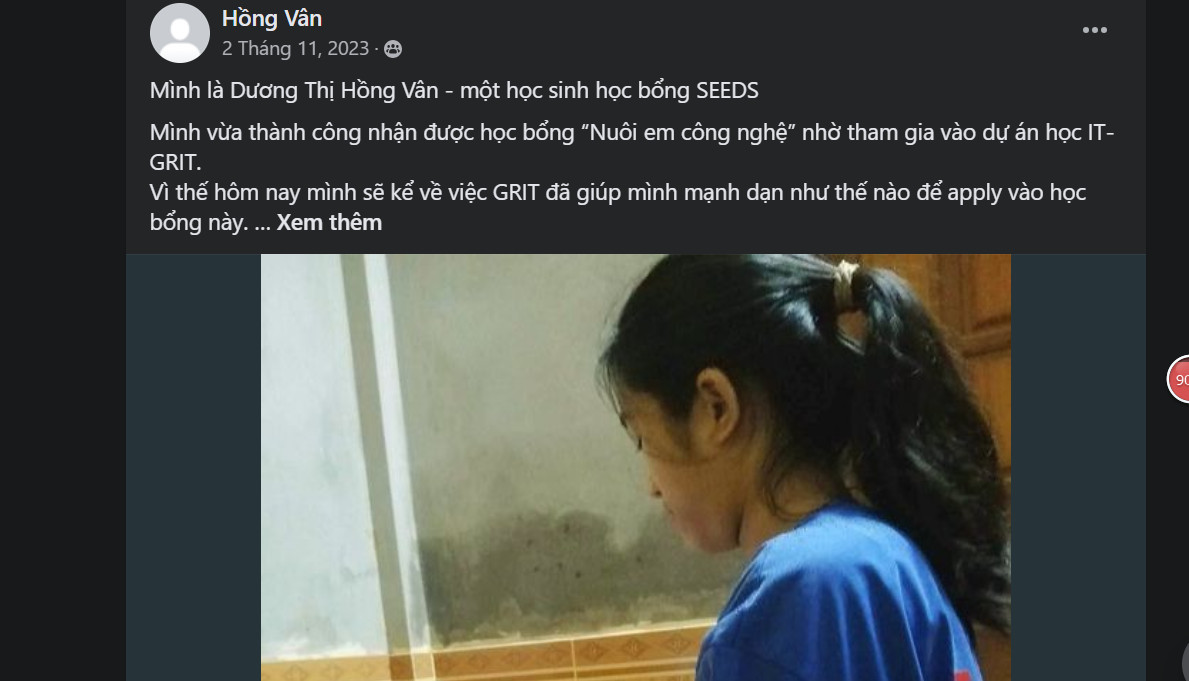 Hồng Vân
2 Tháng 11, 2023 ·
Mình là Dương Thị Hồng Vân - một học sinh học bổng SEEDS
Mình vừa thành công nhận được học bổng “Nuôi em công nghệ” nhờ tham gia vào dự án học IT-
GRIT.
Vì thế hôm nay mình sẽ kể về việc GRIT đã giúp mình mạnh dạn như thế nào để apply vào học
bổng này. ... Xem thêm
90